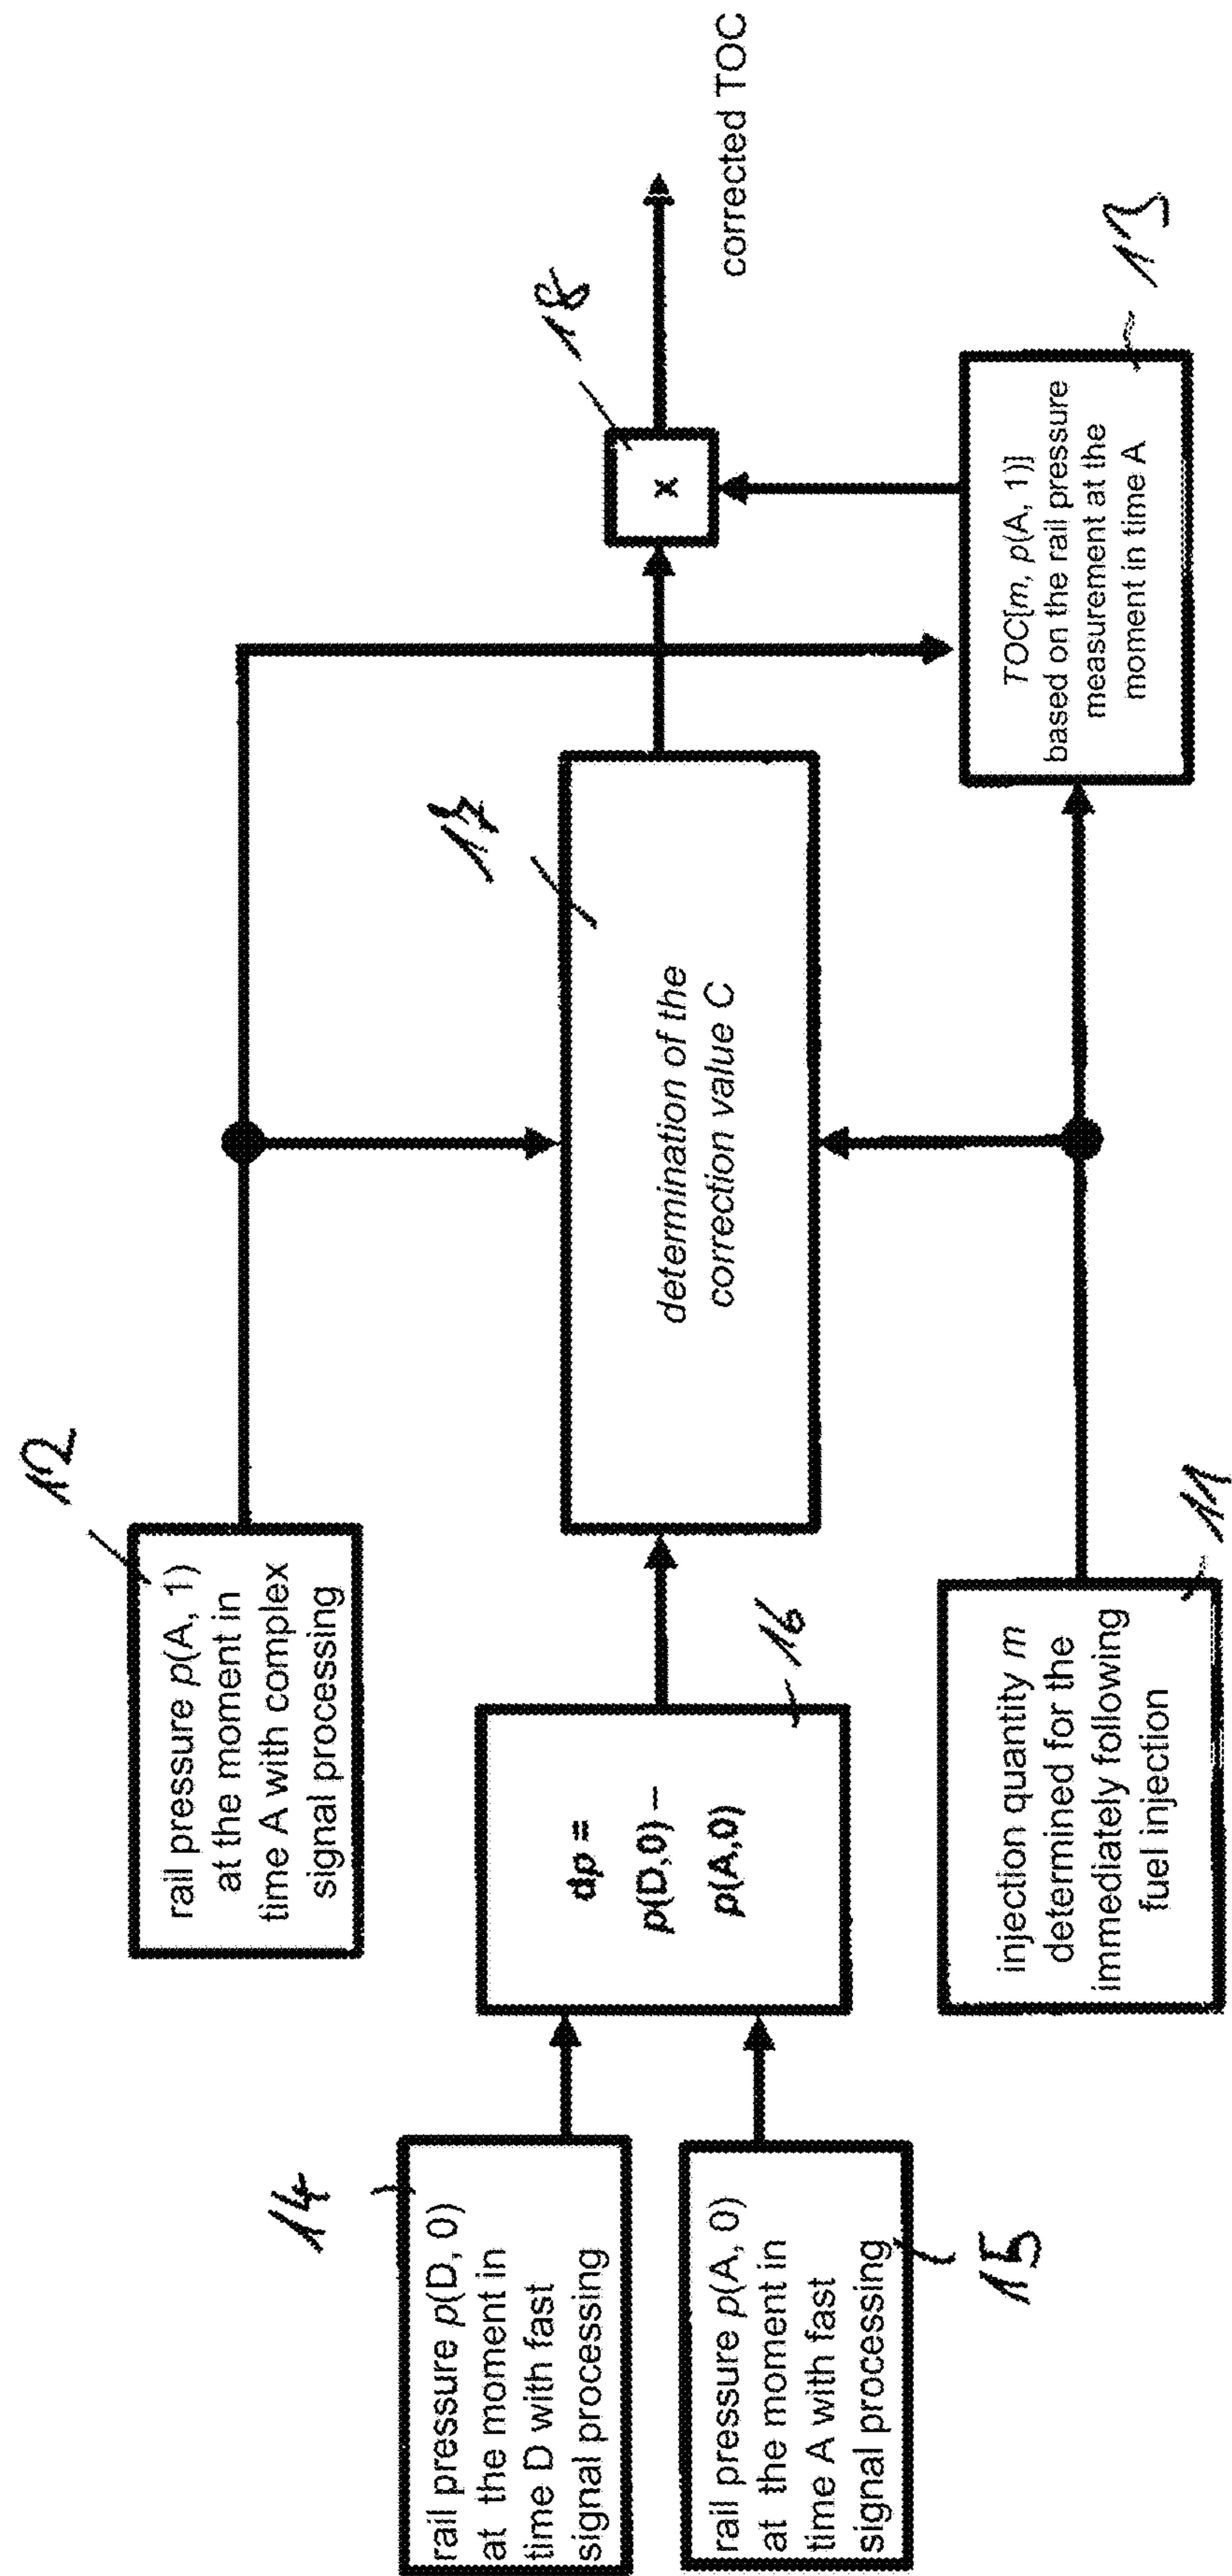 12
rail pressure p(A, 1)
at the moment in
time A with complex
signal processing
14
rail pressure p(D, 0)
at the moment in
time D with fast
signal processing
rail pressure p(A, 0)
at the moment in
time A with fast
signal processing
15
dp =
p(D,0) –
p(A,0)
16
injection quantity m
determined for the
immediately following
fuel injection
11
17
determination of the
correction value C
18
x
corrected TOC
TOC[m, p(A, 1)]
based on the rail pressure
measurement at the
moment in time A
13